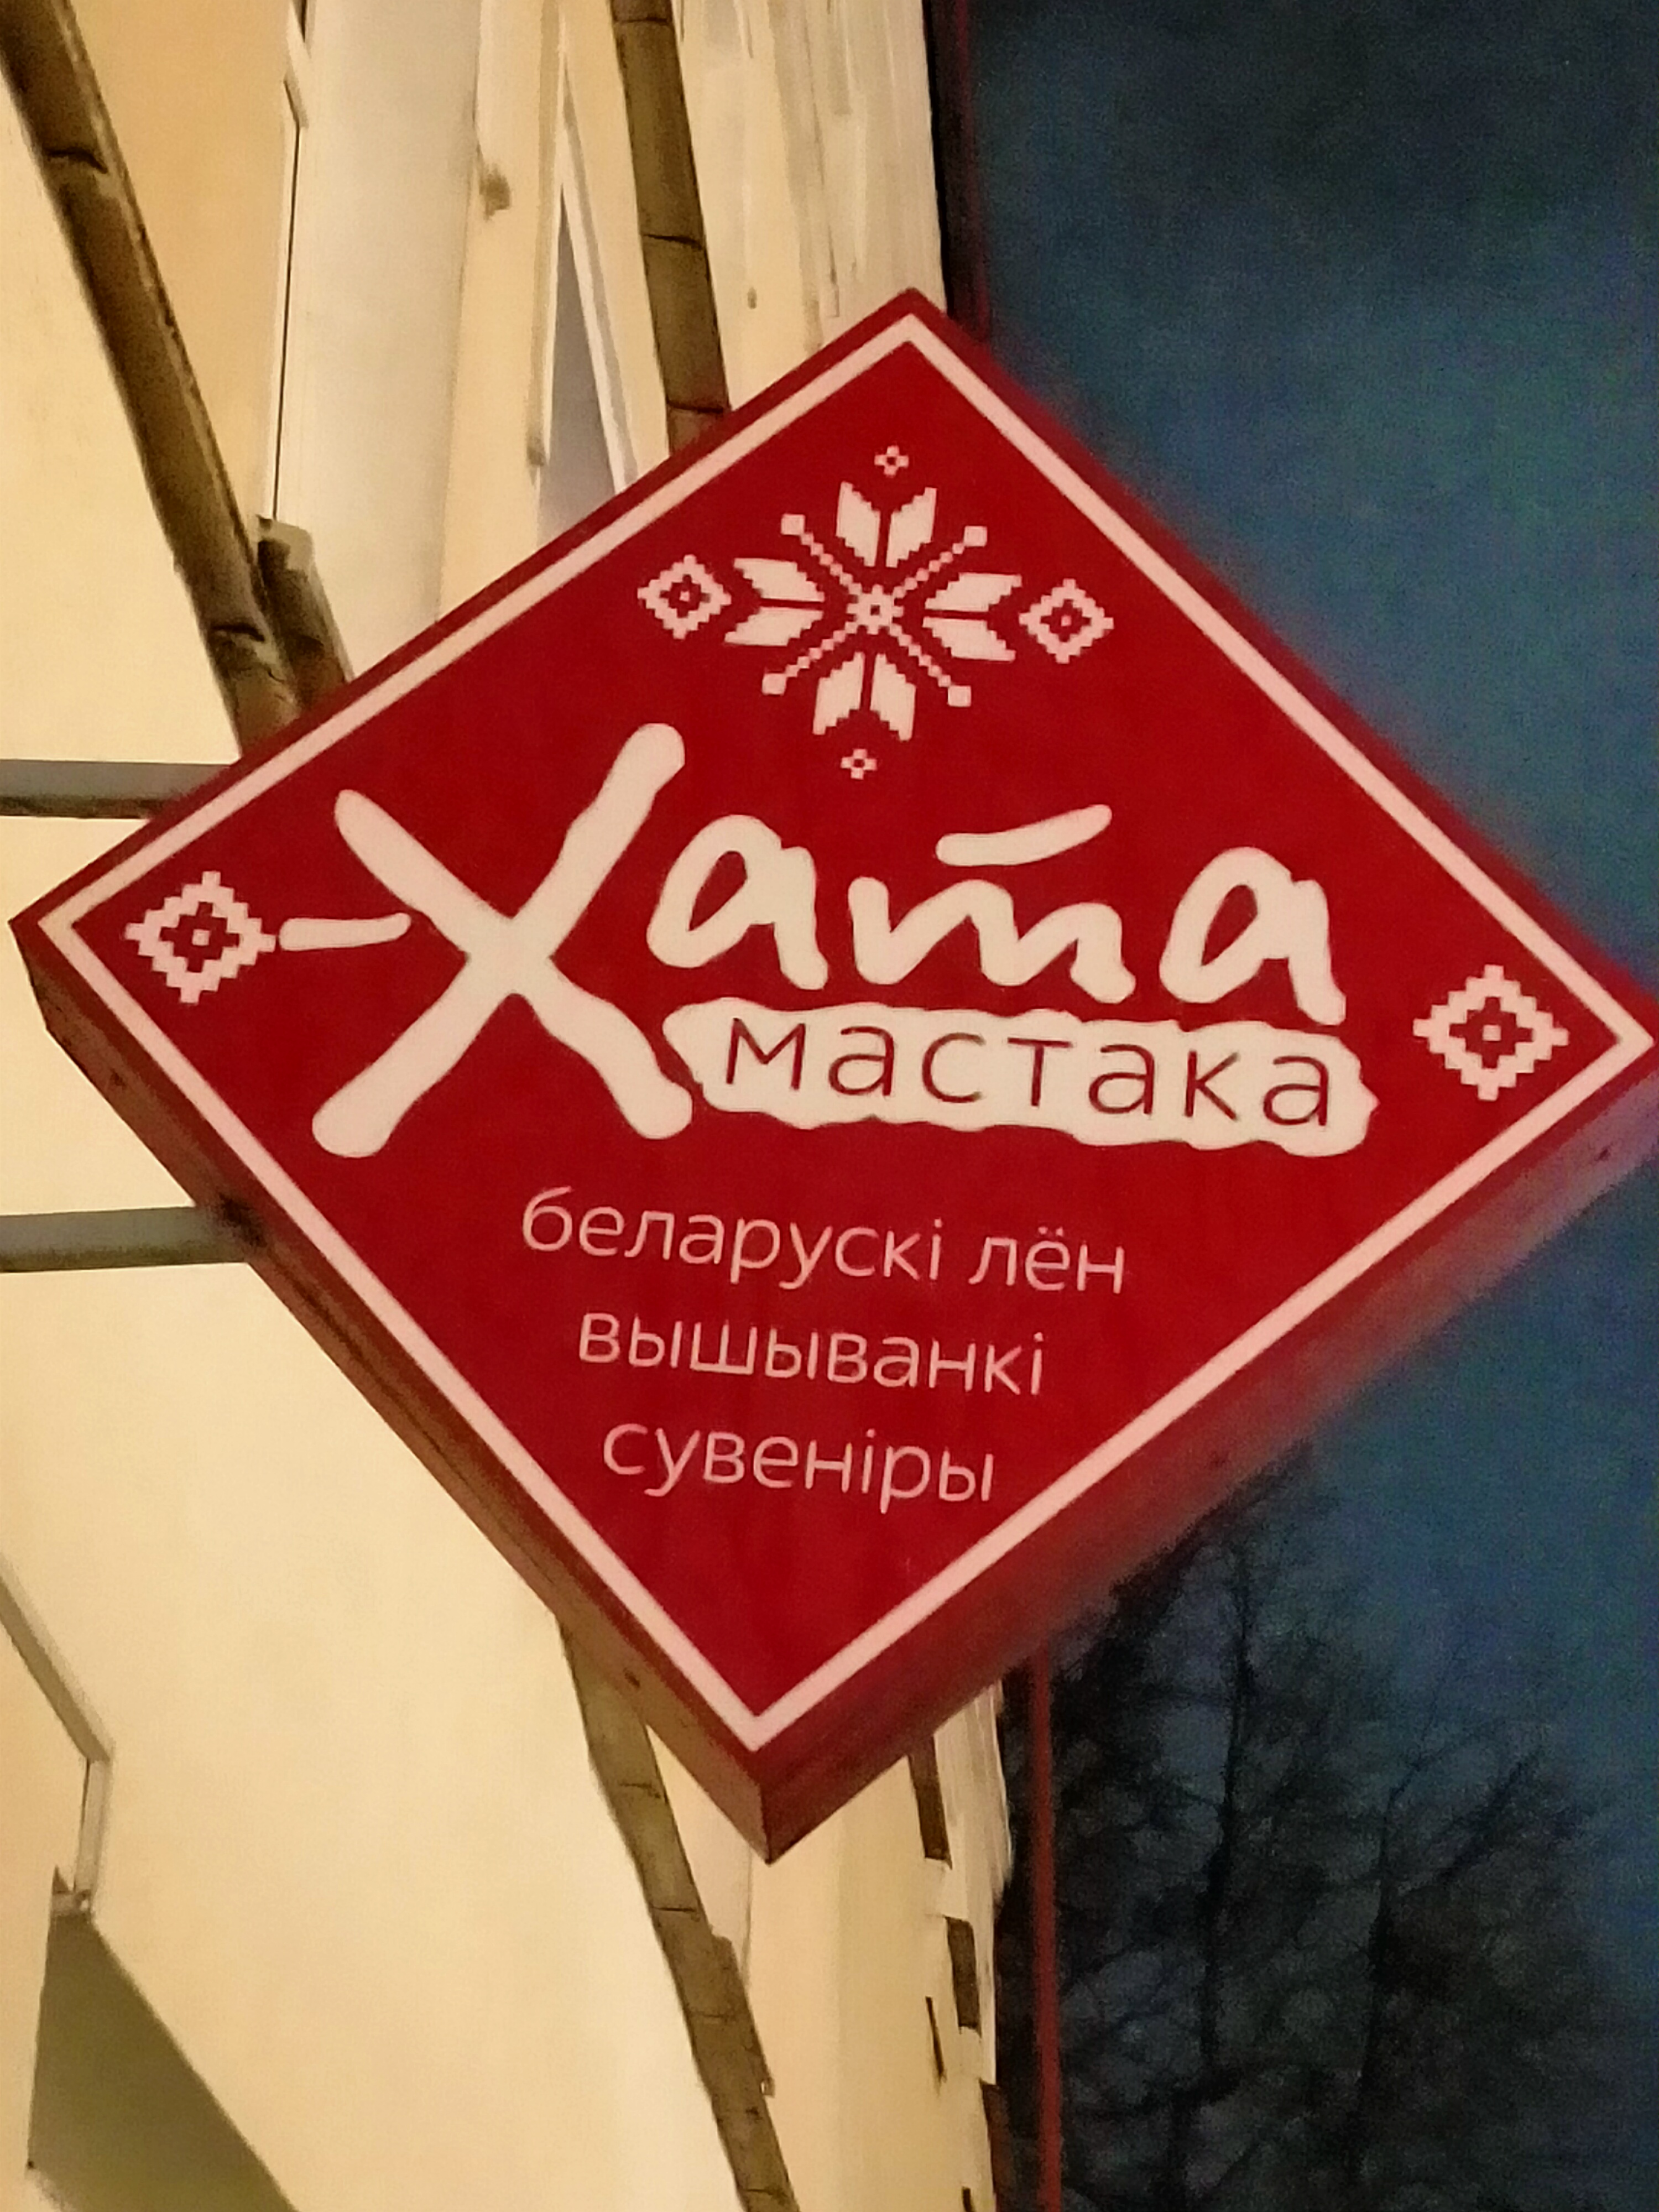 Хата
мастака
беларускі лён
вышыванкі
сувеніры